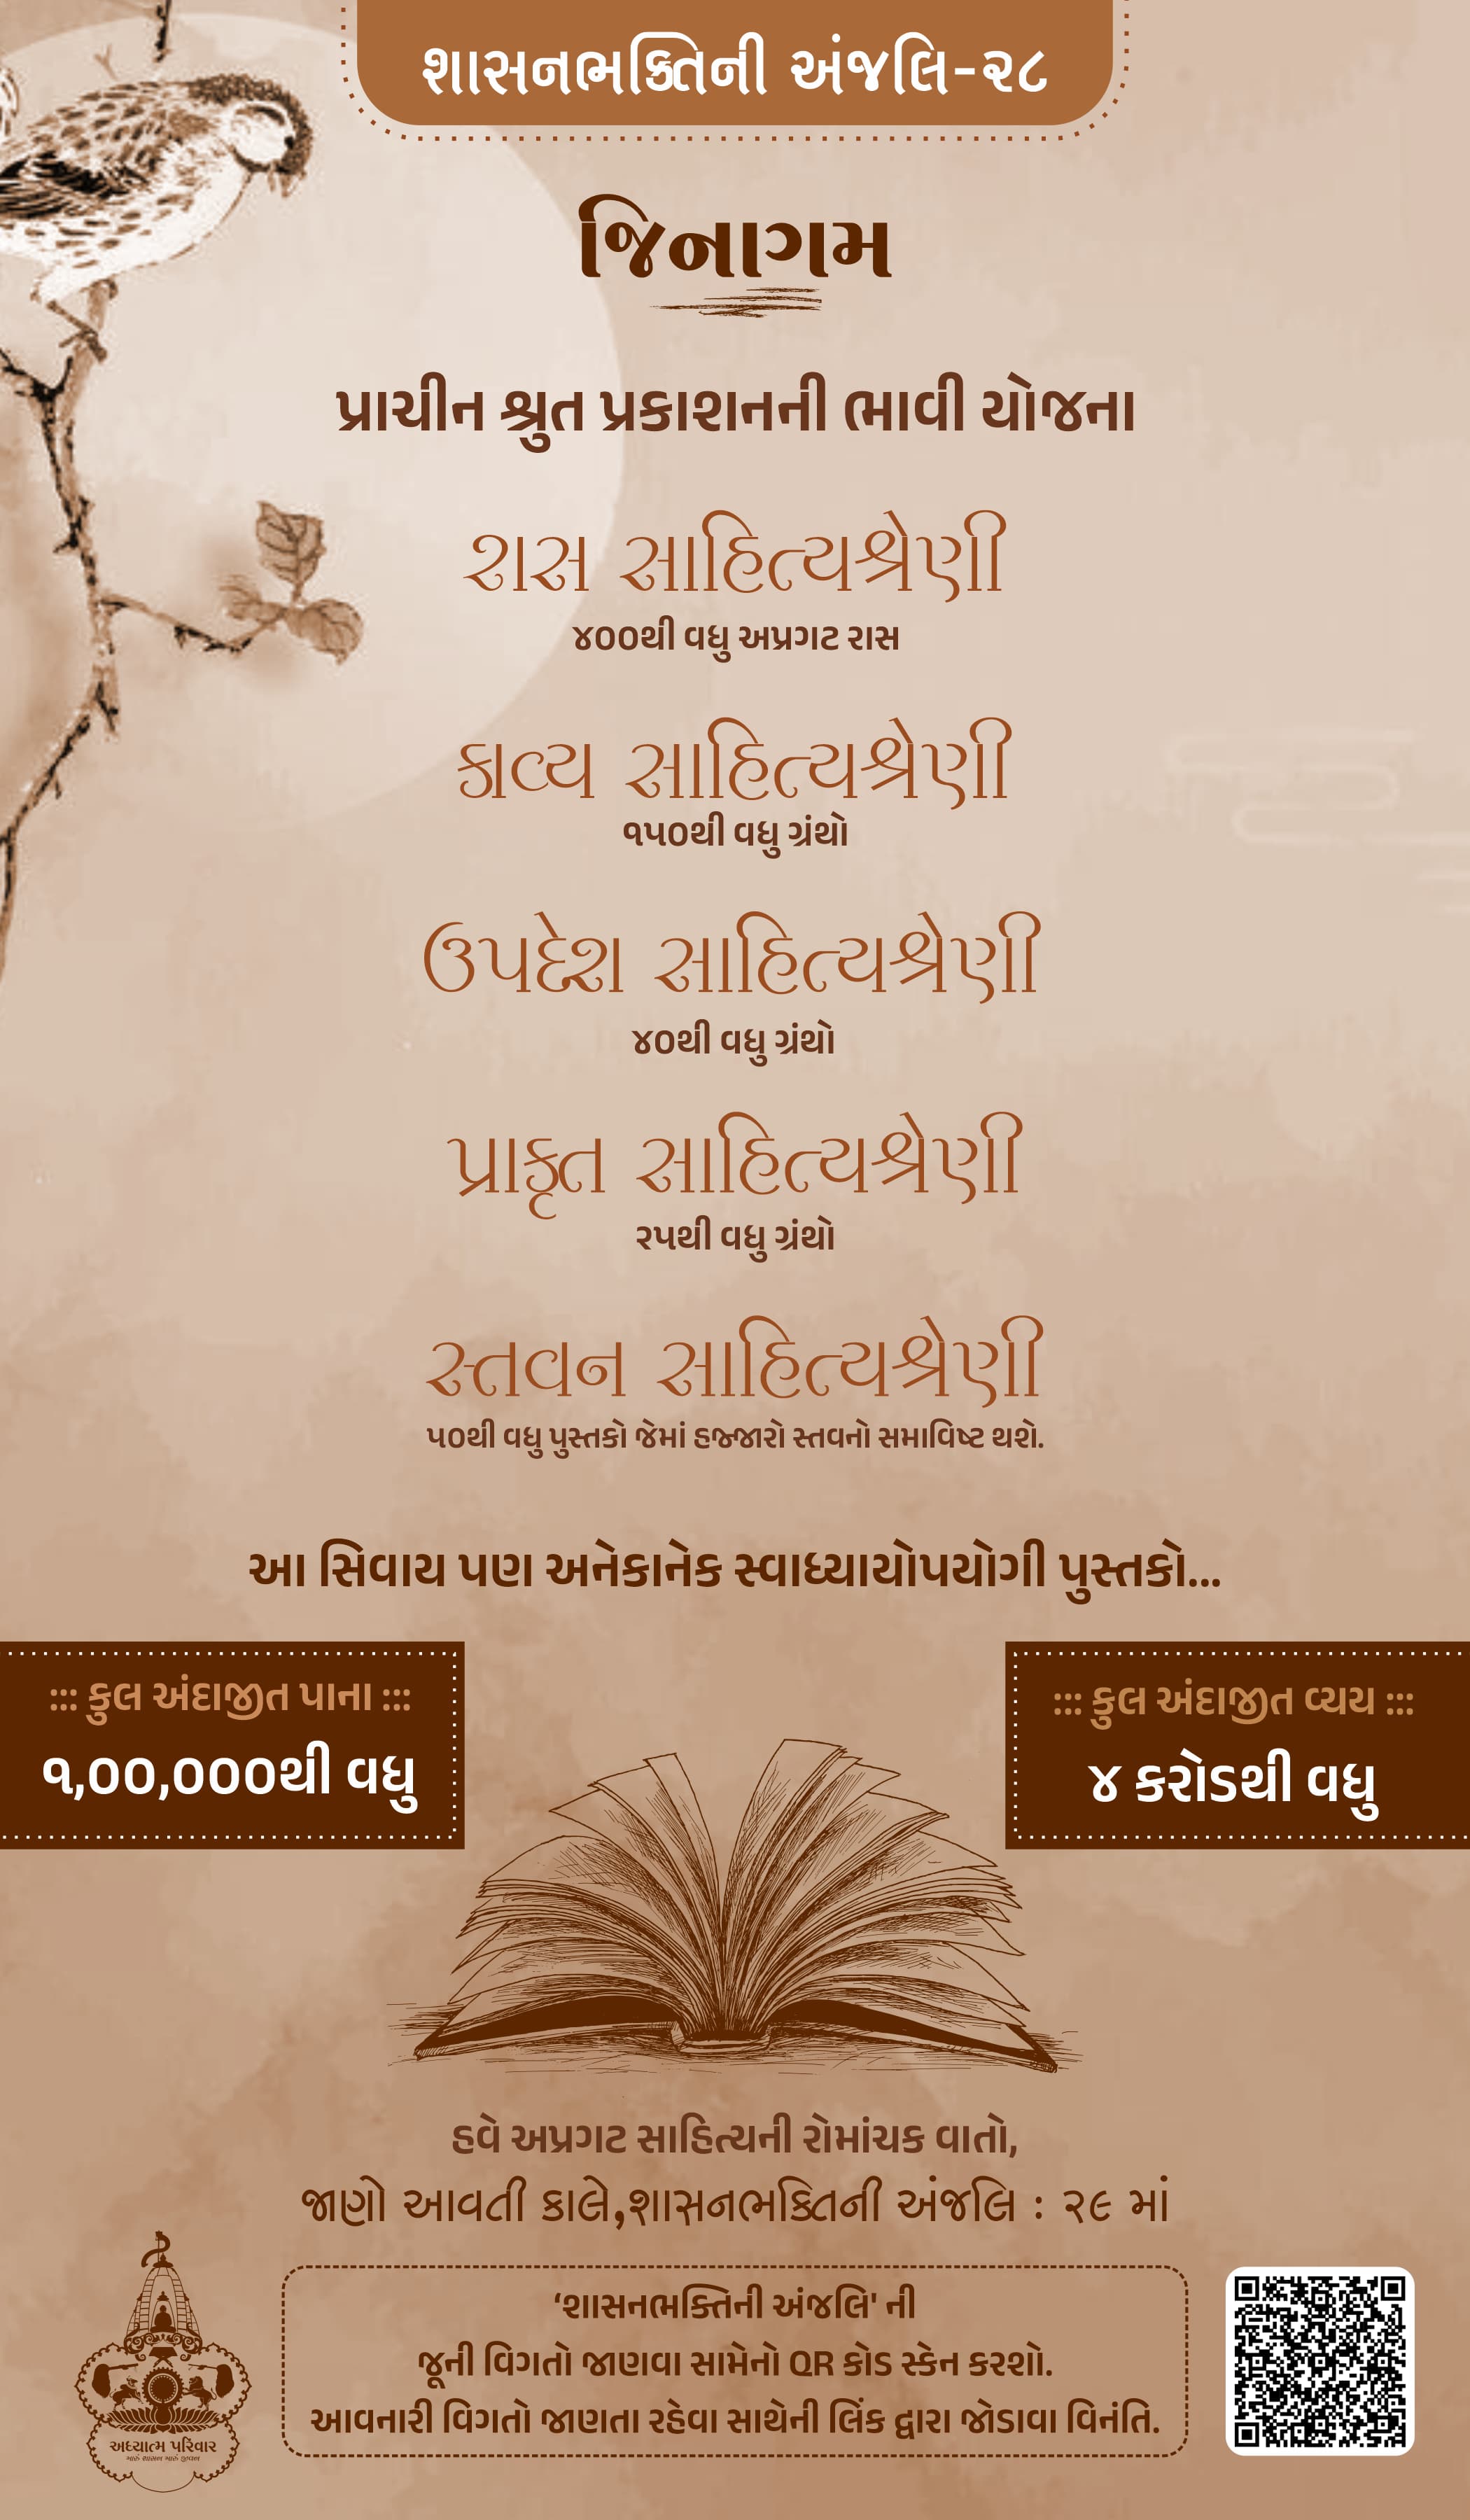 શાસનભક્તિની અંજલિ-૨૮
જિનાગમ
પ્રાચીન શ્રુત પ્રકાશનની ભાવી યોજના
રાસ સાહિત્યશ્રેણી
૪૦૦થી વધુ અપ્રગટ રાસ
કાવ્ય સાહિત્યશ્રેણી
૧૫૦થી વધુ ગ્રંથો
ઉપદેશ સાહિત્યશ્રેણી
૪૦થી વધુ ગ્રંથો
પ્રાકૃત સાહિત્યશ્રેણી
૨૫થી વધુ ગ્રંથો
સ્તવન સાહિત્યશ્રેણી
૫૦થી વધુ પુસ્તકો જેમાં હજ્જારો સ્તવનો સમાવિષ્ટ થશે.
આ સિવાય પણ અનેકાનેક સ્વાધ્યાયોપયોગી પુસ્તકો...
::: કુલ અંદાજીત પાના :::
૧,૦૦,૦૦૦થી વધુ
::: કુલ અંદાજીત વ્યય :::
૪ કરોડથી વધુ
હવે અપ્રગટ સાહિત્યની રોમાંચક વાતો,
જાણો આવતી કાલે,શાસનભક્તિની અંજલિ : ૨૯ માં
‘શાસનભક્તિની અંજલિ' ની
જૂની વિગતો જાણવા સામેનો QR કોડ સ્કેન કરશો.
આવનારી વિગતો જાણતા રહેવા સાથેની લિંક દ્વારા જોડાવા વિનંતિ.
અધ્યાત્મ પરિવાર
મારું શાસન મારું જીવન